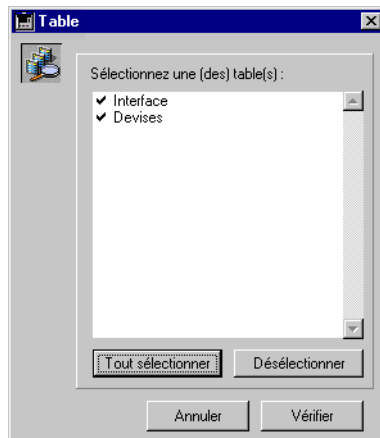 Table
Sélectionnez une (des) table(s) :
Interface
Devises
Tout sélectionner
Désélectionner
Annuler
Vérifier